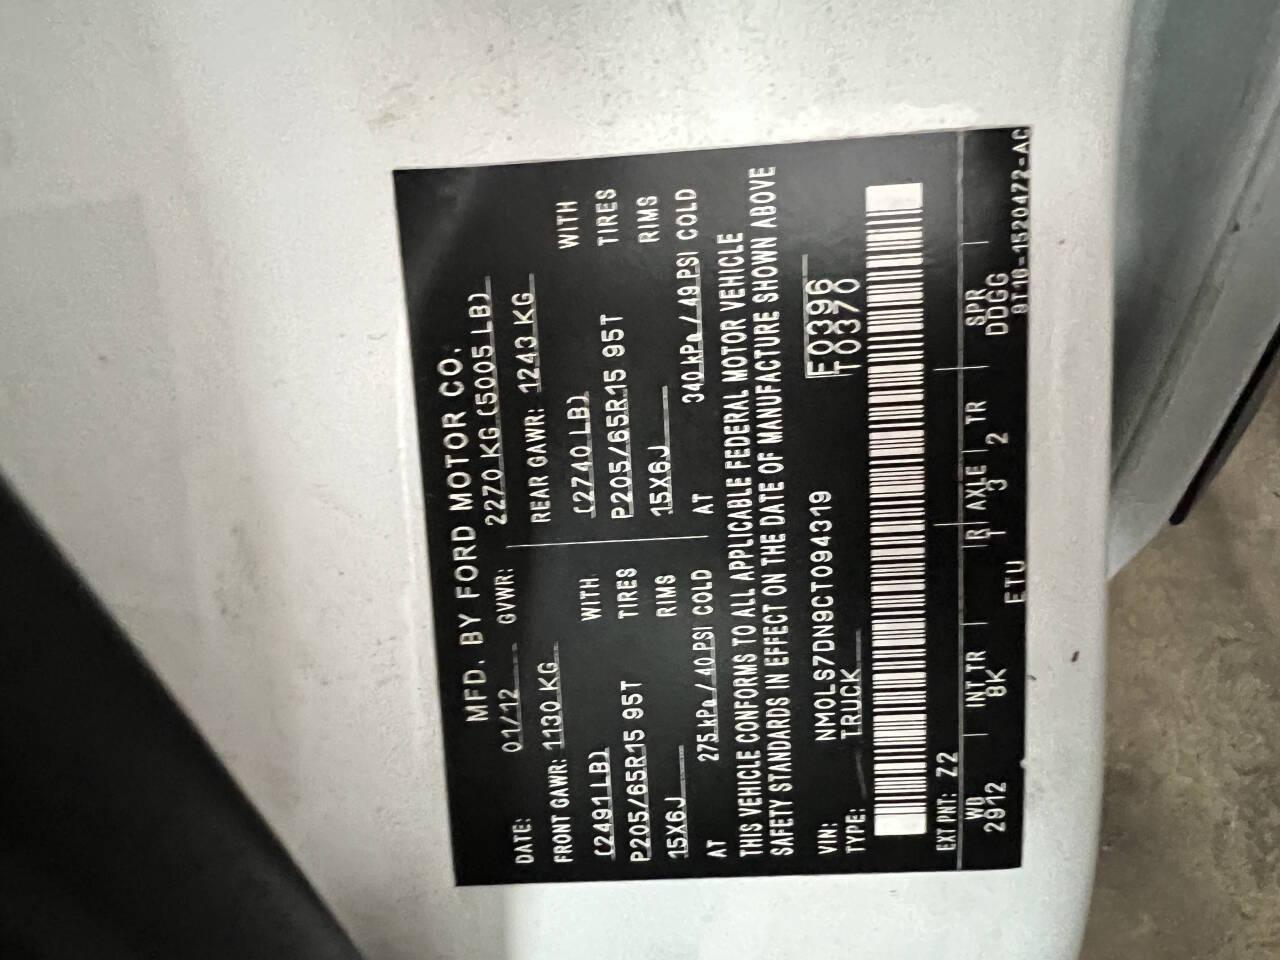 MFD. BY FORD MOTOR CO.
DATE: 01/12 GVWR: 2270 KG (5005 LB)
FRONT GAWR: 1130 KG REAR GAWR: 1243 KG
(2491 LB) WITH (2740 LB) WITH
P205/65R15 95T TIRES P205/65R15 95T TIRES
15X6J RIMS 15X6J RIMS
AT 275 kPa / 40 PSI COLD AT 340 kPa / 49 PSI COLD
THIS VEHICLE CONFORMS TO ALL APPLICABLE FEDERAL MOTOR VEHICLE
SAFETY STANDARDS IN EFFECT ON THE DATE OF MANUFACTURE SHOWN ABOVE
VIN: NM0LS7DN9CT094319 F0396
TYPE: TRUCK T0370
EXT PNT: Z2
WB INT TR R AXLE TR SPR
2912 8K 1 3 2 DDGG
ETU 9T16-1520472-AC